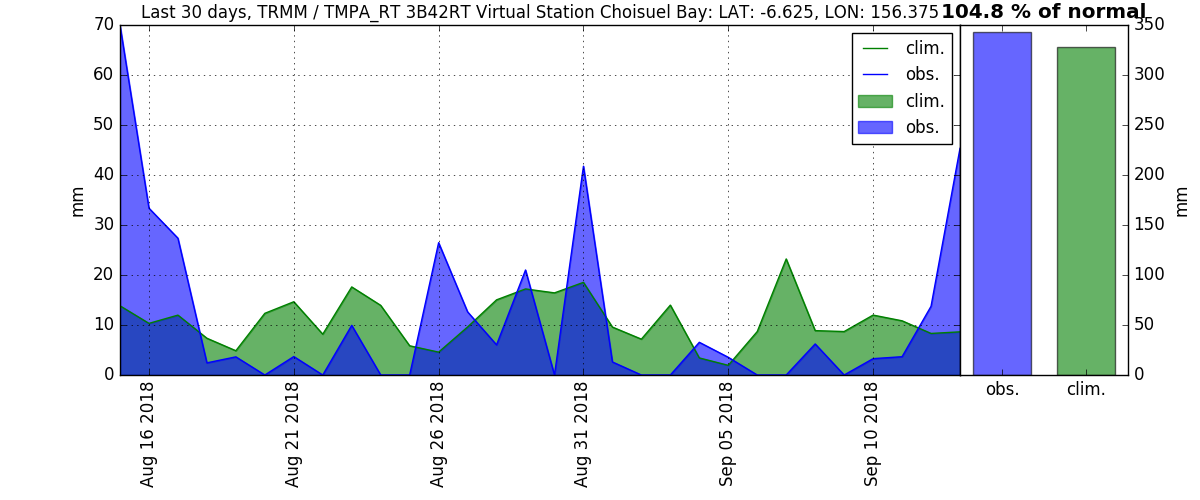 Last 30 days, TRMM / TMPA_RT 3B42RT Virtual Station Choisuel Bay: LAT: -6.625, LON: 156.375
104.8 % of normal
70
60
50
40
30
20
10
0
mm
clim.
obs.
clim.
obs.
Aug 16 2018
Aug 21 2018
Aug 26 2018
Aug 31 2018
Sep 05 2018
Sep 10 2018
350
300
250
200
150
100
50
0
mm
obs.
clim.